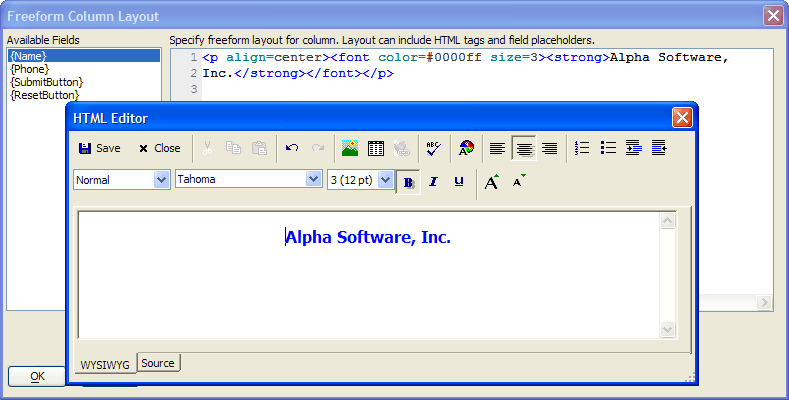 Freeform Column Layout
Available Fields
Specify freeform layout for column. Layout can include HTML tags and field placeholders.
{Name}
{Phone}
{SubmitButton}
{ResetButton}
1 <p align=center><font color=#0000ff size=3><strong>Alpha Software,
2 Inc.</strong></font></p>
3
HTML Editor
Save Close ABC
Normal Tahoma 3 (12 pt) B I U A A
Alpha Software, Inc.
WYSIWYG Source
OK